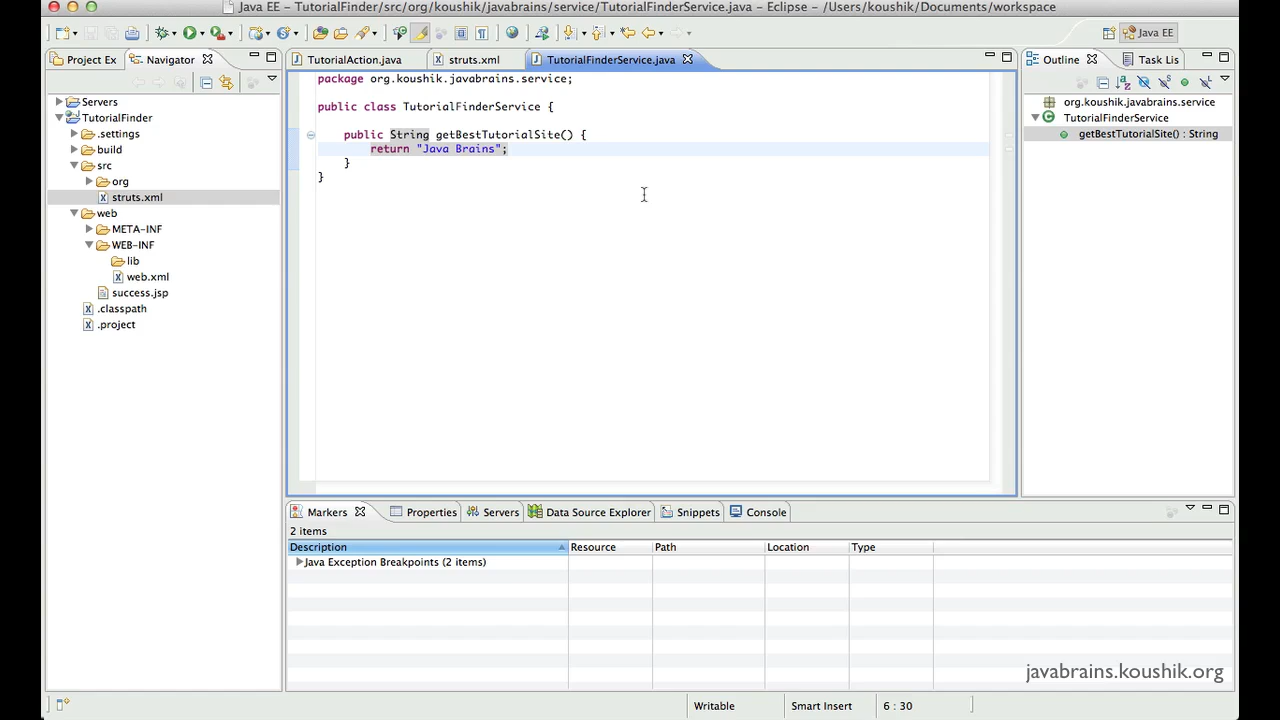 Java EE – TutorialFinder/src/org/koushik/javabrains/service/TutorialFinderService.java – Eclipse – /Users/koushik/Documents/workspace
Java EE
Project Ex
Navigator
TutorialAction.java
struts.xml
TutorialFinderService.java
Outline
Task Lis
Servers
TutorialFinder
.settings
build
src
org
struts.xml
web
META-INF
WEB-INF
lib
web.xml
success.jsp
.classpath
.project
package org.koushik.javabrains.service;
public class TutorialFinderService {
public String getBestTutorialSite() {
return "Java Brains";
}
}
org.koushik.javabrains.service
TutorialFinderService
getBestTutorialSite() : String
Markers
Properties
Servers
Data Source Explorer
Snippets
Console
2 items
Description Resource Path Location Type
Java Exception Breakpoints (2 items)
javabrains.koushik.org
Writable Smart Insert 6 : 30